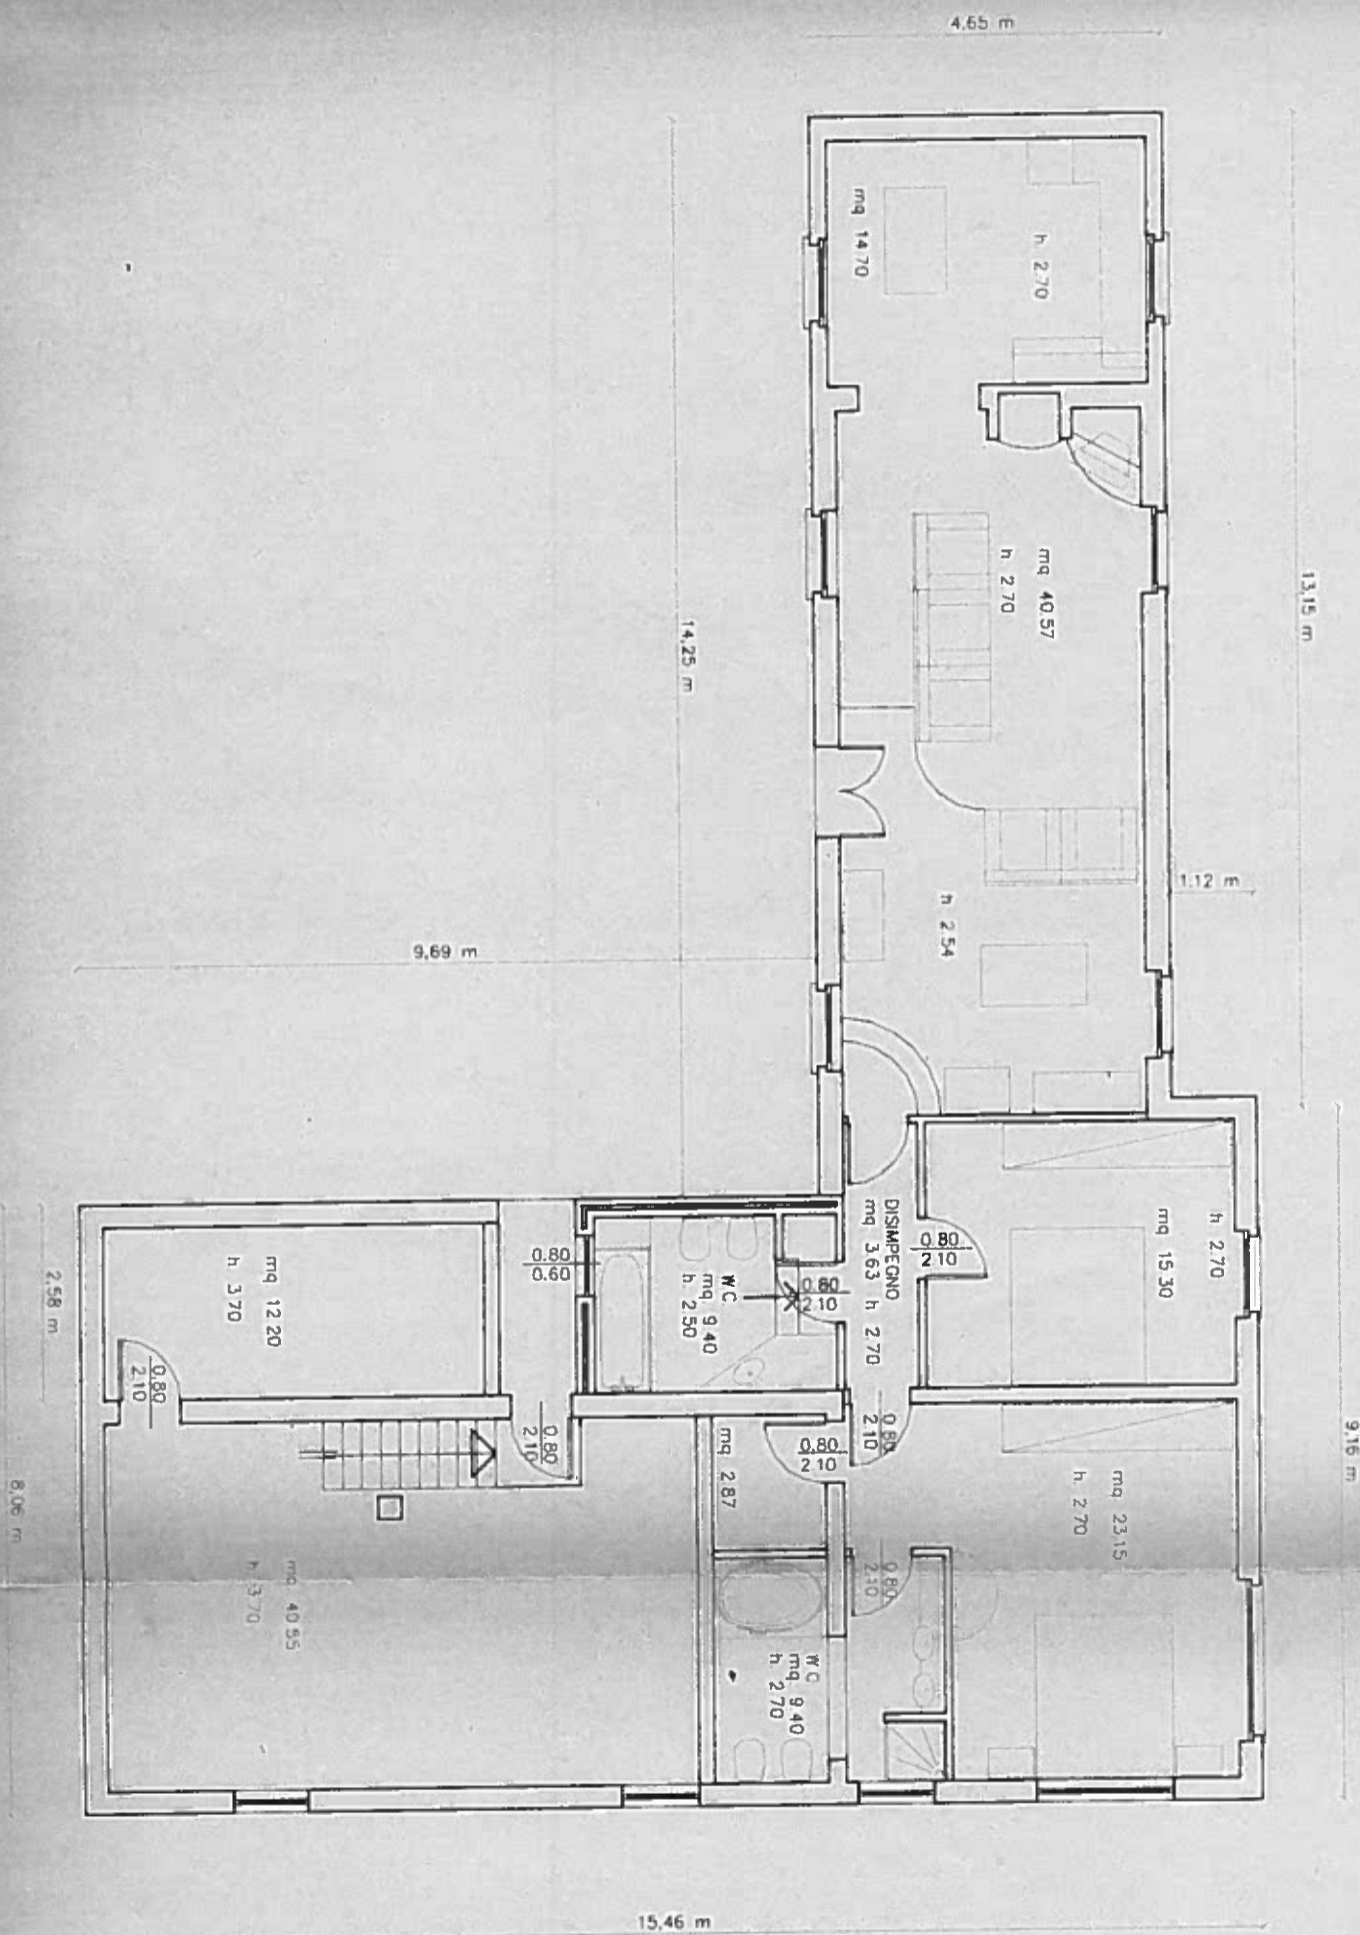 4,65 m
mq 14.70
h. 2.70
13,15 m
mq 40.57
h 2.70
14,25 m
1.12 m
h 2.54
9,69 m
DISIMPEGNO
mq 3.63 h 2.70
0.80
2.10
mq 15.30
h 2.70
0.80
0.60
W.C.
mq. 9.40
h. 2.50
0.80
2.10
mq 12.20
h 3.70
2,58 m
0.80
2.10
0.80
2.10
0.80
2.10
0.80
2.10
mq 2.87
mq 23.15
h. 2.70
9,16 m
8,06 m
mq 40.55
h. 3.70
0.80
2.10
W C
mq 9.40
h 2.70
15,46 m